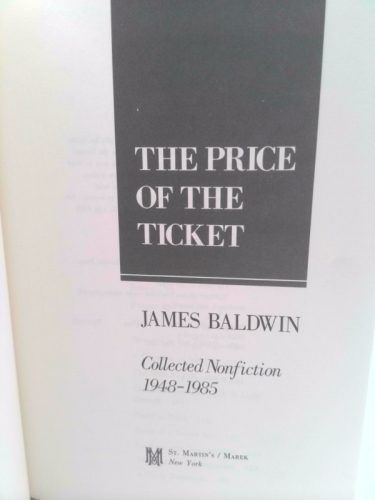 THE PRICE
OF THE
TICKET
JAMES BALDWIN
Collected Nonfiction
1948-1985
ST. MARTIN'S / MAREK
New York